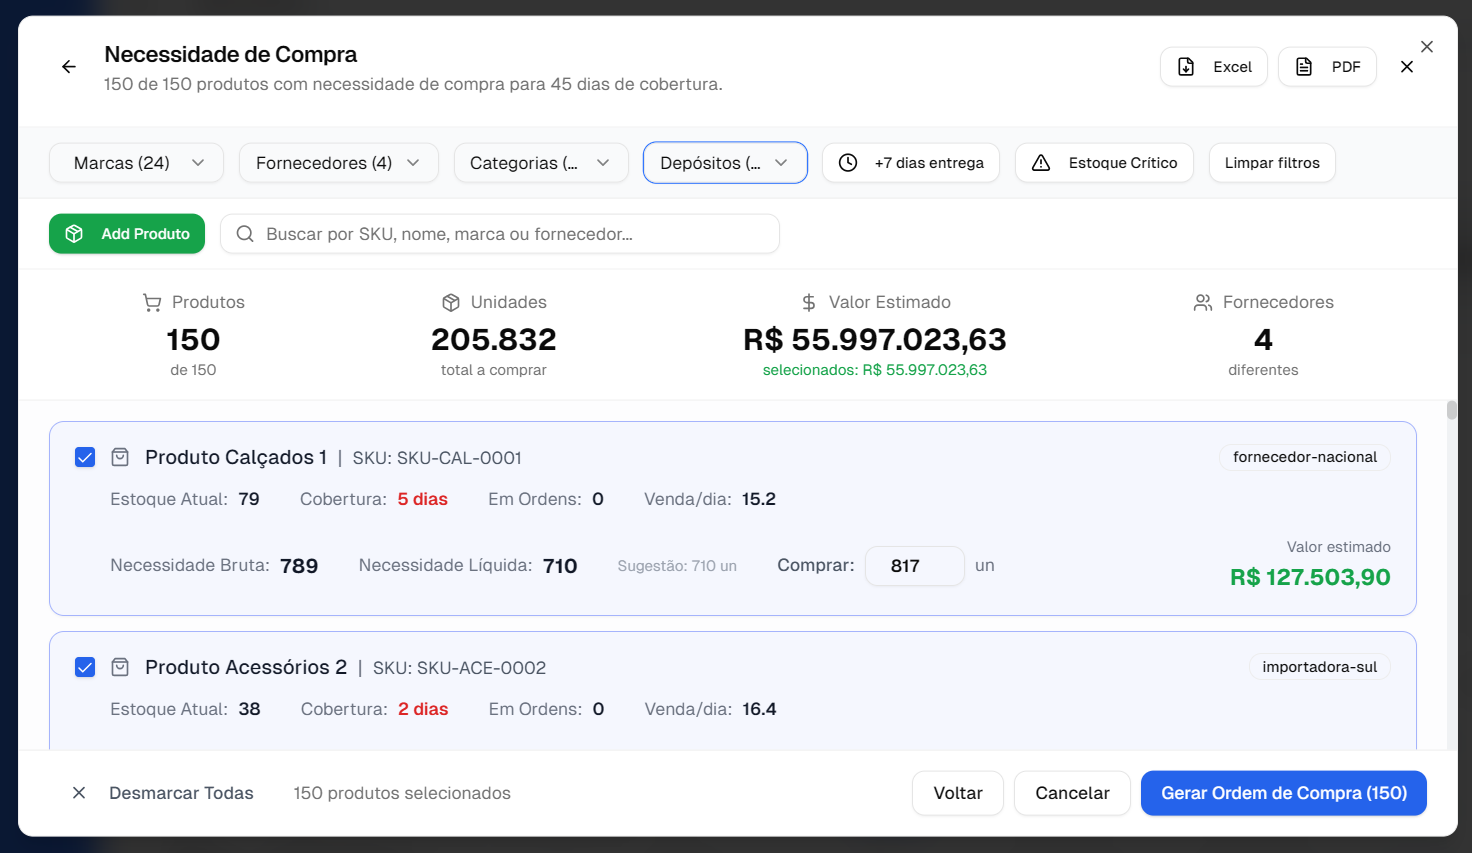 Necessidade de Compra
150 de 150 produtos com necessidade de compra para 45 dias de cobertura.
Excel
PDF
Marcas (24)
Fornecedores (4)
Categorias (...
Depósitos (...
+7 dias entrega
Estoque Crítico
Limpar filtros
Add Produto
Buscar por SKU, nome, marca ou fornecedor...
Produtos
150
de 150
Unidades
205.832
total a comprar
Valor Estimado
R$ 55.997.023,63
selecionados: R$ 55.997.023,63
Fornecedores
4
diferentes
Produto Calçados 1 | SKU: SKU-CAL-0001
fornecedor-nacional
Estoque Atual: 79 Cobertura: 5 dias Em Ordens: 0 Venda/dia: 15.2
Necessidade Bruta: 789 Necessidade Líquida: 710 Sugestão: 710 un Comprar: 817 un
Valor estimado
R$ 127.503,90
Produto Acessórios 2 | SKU: SKU-ACE-0002
importadora-sul
Estoque Atual: 38 Cobertura: 2 dias Em Ordens: 0 Venda/dia: 16.4
Desmarcar Todas
150 produtos selecionados
Voltar
Cancelar
Gerar Ordem de Compra (150)